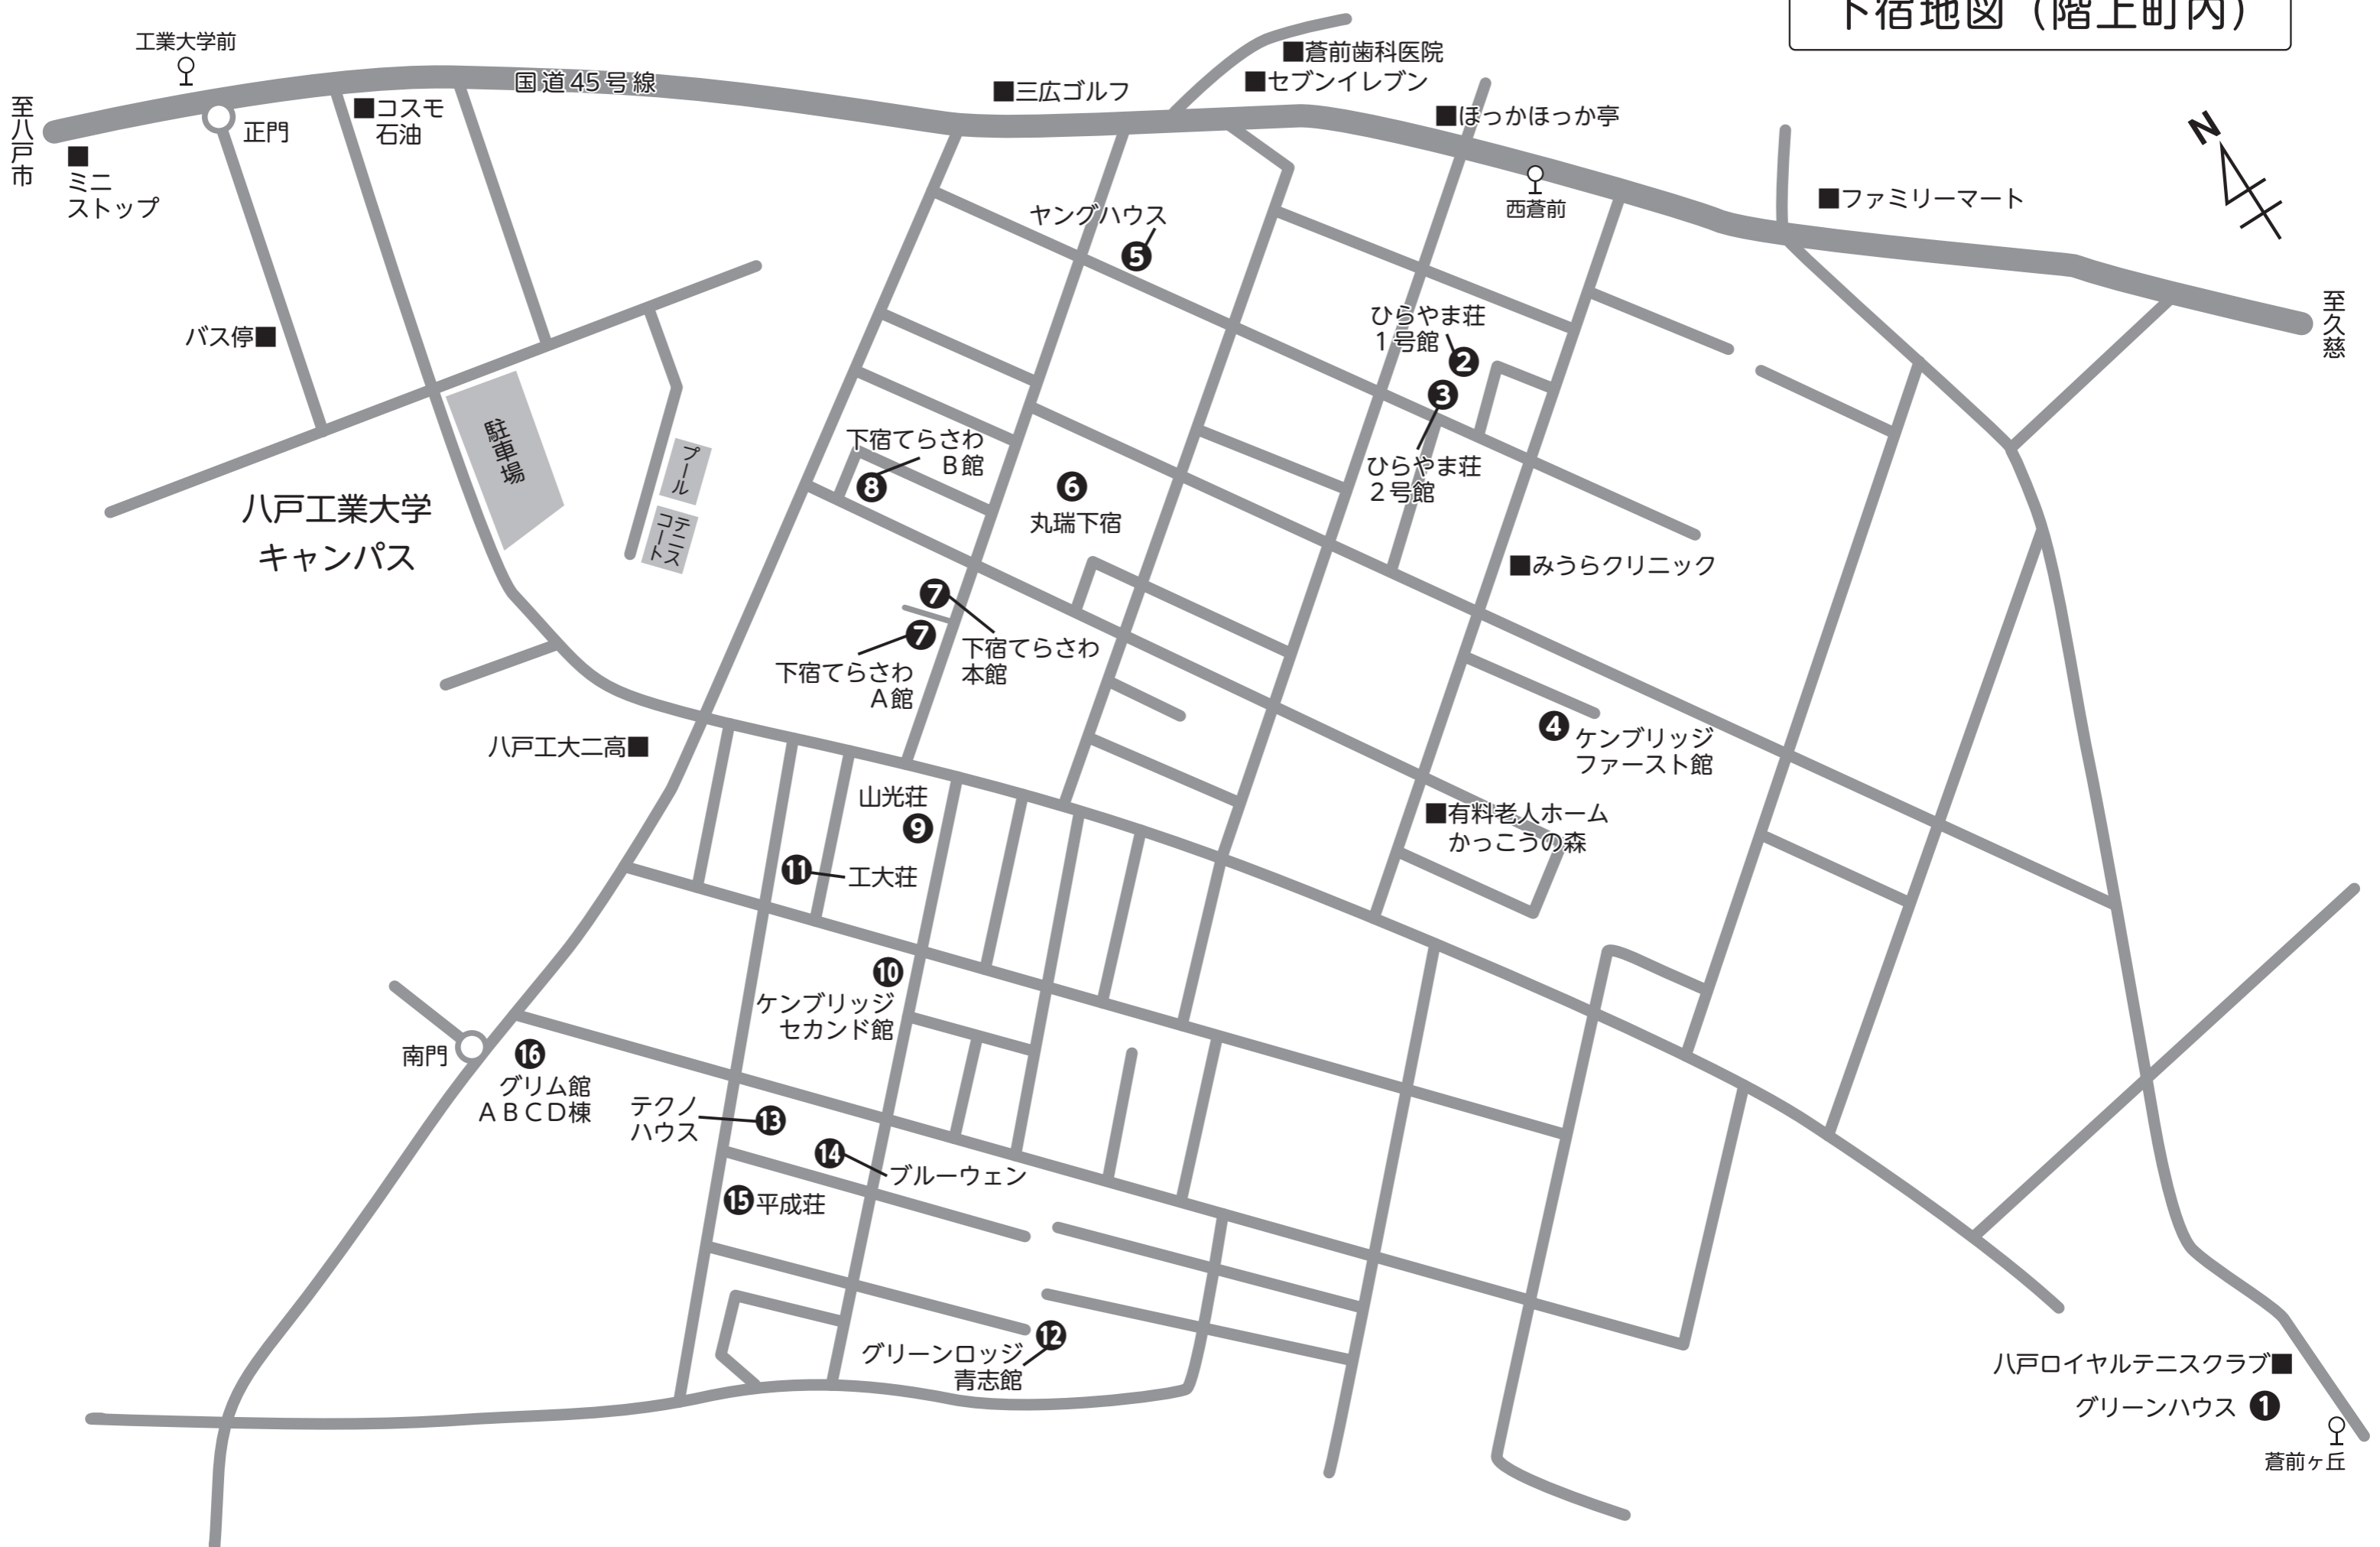 下宿地図（階上町内）
工業大学前
至八戸市
■
ミニ
ストップ
正門
■コスモ
石油
国道45号線
■三広ゴルフ
■蒼前歯科医院
■セブンイレブン
■ほっかほっか亭
西蒼前
■ファミリーマート
N
至久慈
バス停■
駐車場
プール
テニス
コート
八戸工業大学
キャンパス
ヤングハウス
❺
ひらやま荘
１号館
❷
❸
ひらやま荘
２号館
下宿てらさわ
Ｂ館
❽
❻
丸瑞下宿
■みうらクリニック
❼
❼
下宿てらさわ
本館
下宿てらさわ
Ａ館
❹
ケンブリッジ
ファースト館
八戸工大二高■
山光荘
❾
⓫
工大荘
■有料老人ホーム
かっこうの森
❿
ケンブリッジ
セカンド館
南門
⓰
グリム館
ＡＢＣＤ棟
テクノ
ハウス
⓭
⓮
ブルーウェン
⓯平成荘
⓬
グリーンロッジ
青志館
八戸ロイヤルテニスクラブ■
グリーンハウス ❶
蒼前ヶ丘